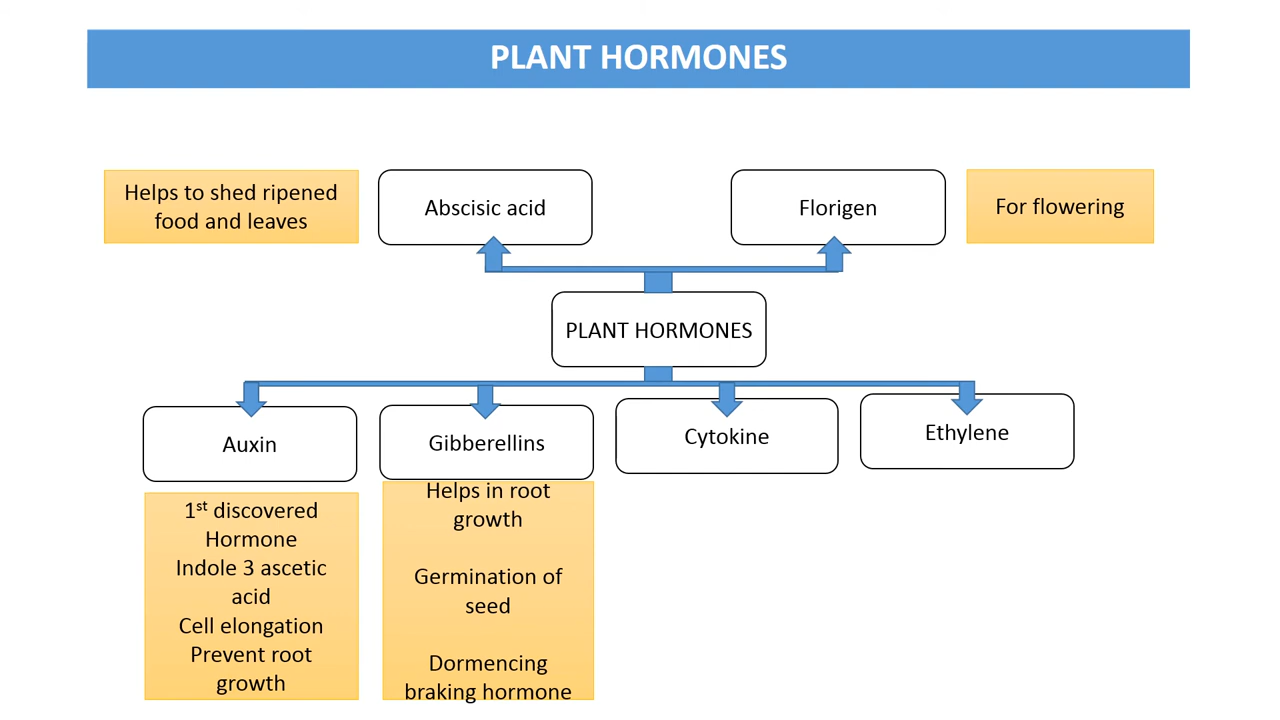 PLANT HORMONES
Helps to shed ripened
food and leaves
Abscisic acid
Florigen
For flowering
PLANT HORMONES
Auxin
Gibberellins
Cytokine
Ethylene
1st discovered
Hormone
Indole 3 ascetic
acid
Cell elongation
Prevent root
growth
Helps in root
growth
Germination of
seed
Dormencing
braking hormone